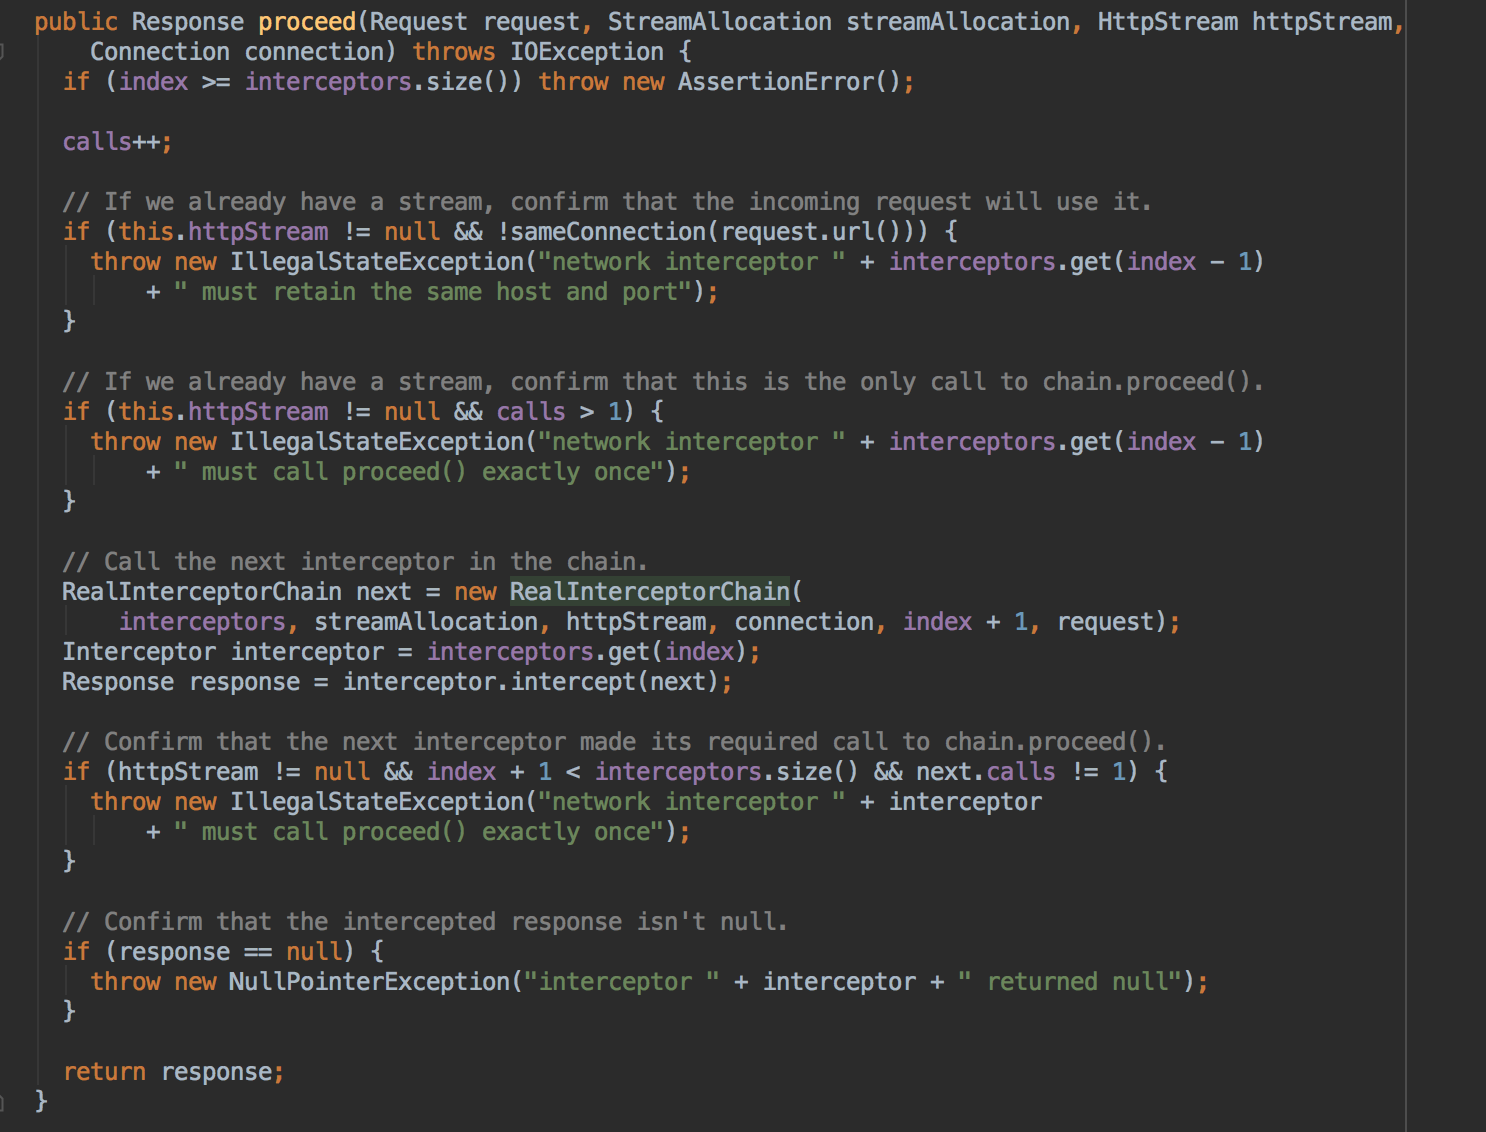 public Response proceed(Request request, StreamAllocation streamAllocation, HttpStream httpStream,
    Connection connection) throws IOException {
  if (index >= interceptors.size()) throw new AssertionError();

  calls++;

  // If we already have a stream, confirm that the incoming request will use it.
  if (this.httpStream != null && !sameConnection(request.url())) {
    throw new IllegalStateException("network interceptor " + interceptors.get(index - 1)
        + " must retain the same host and port");
  }

  // If we already have a stream, confirm that this is the only call to chain.proceed().
  if (this.httpStream != null && calls > 1) {
    throw new IllegalStateException("network interceptor " + interceptors.get(index - 1)
        + " must call proceed() exactly once");
  }

  // Call the next interceptor in the chain.
  RealInterceptorChain next = new RealInterceptorChain(
      interceptors, streamAllocation, httpStream, connection, index + 1, request);
  Interceptor interceptor = interceptors.get(index);
  Response response = interceptor.intercept(next);

  // Confirm that the next interceptor made its required call to chain.proceed().
  if (httpStream != null && index + 1 < interceptors.size() && next.calls != 1) {
    throw new IllegalStateException("network interceptor " + interceptor
        + " must call proceed() exactly once");
  }

  // Confirm that the intercepted response isn't null.
  if (response == null) {
    throw new NullPointerException("interceptor " + interceptor + " returned null");
  }

  return response;
}